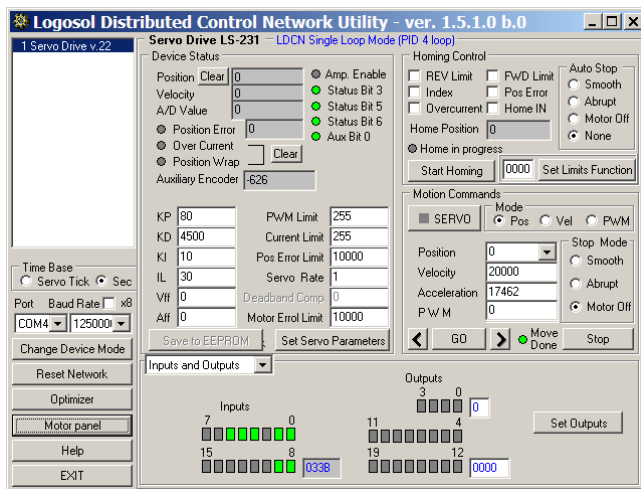 Logosol Distributed Control Network Utility - ver. 1.5.1.0 b.0
1 Servo Drive v.22
Time Base
Servo Tick Sec
Port Baud Rate x8
COM4 125000
Change Device Mode
Reset Network
Optimizer
Motor panel
Help
EXIT
Servo Drive LS-231 - LDCN Single Loop Mode (PID 4 loop)
Device Status
Position Clear 0
Velocity 0
A/D Value 0
Position Error 0
Over Current
Position Wrap
Clear
Auxiliary Encoder -626
Amp. Enable
Status Bit 3
Status Bit 5
Status Bit 6
Aux Bit 0
KP 80 PWM Limit 255
KD 4500 Current Limit 255
KI 10 Pos Error Limit 10000
IL 30 Servo Rate 1
Vff 0 Deadband Comp 0
Aff 0 Motor Errol Limit 10000
Save to EEPROM Set Servo Parameters
Homing Control
REV Limit FWD Limit
Index Pos Error
Overcurrent Home IN
Home Position 0
Home in progress
Auto Stop
Smooth
Abrupt
Motor Off
None
Start Homing 0000 Set Limits Function
Motion Commands
SERVO
Mode
Pos Vel PWM
Position 0
Velocity 20000
Acceleration 17462
P W M 0
Stop Mode
Smooth
Abrupt
Motor Off
< GO > Move Done Stop
Inputs and Outputs
Inputs
7 0
15 8
033B
Outputs
3 0
0
11 4
19 12
0000
Set Outputs